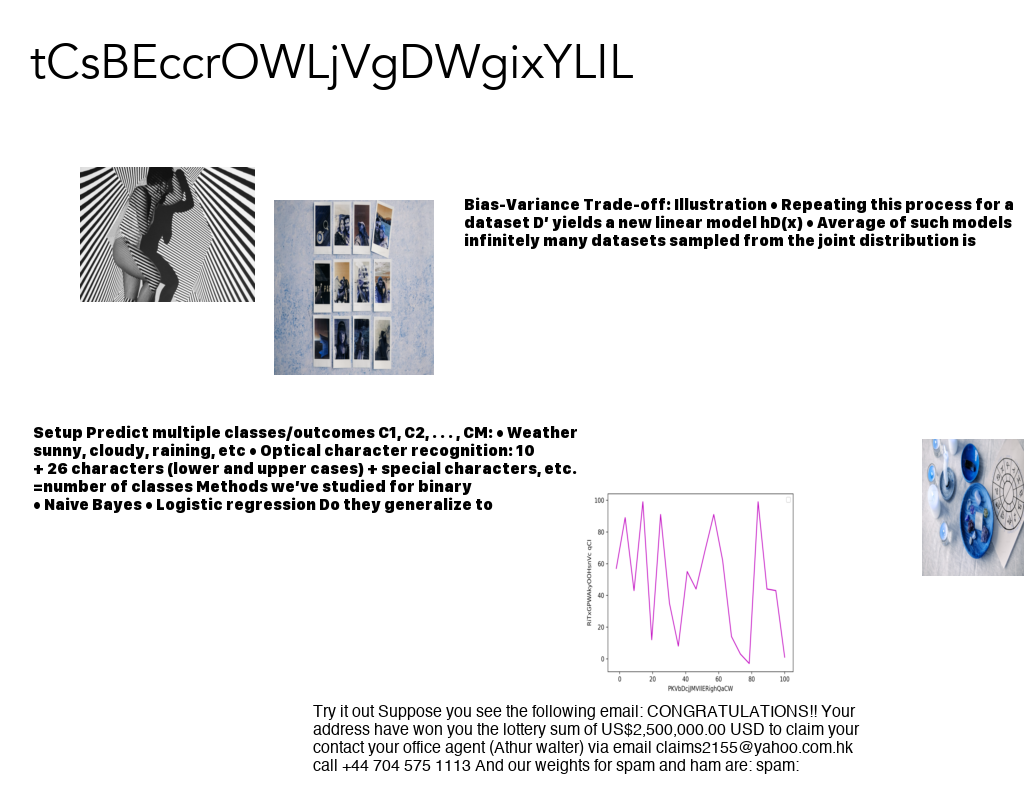 tCsBEccrOWLjVgDWgixYLIL
Bias-Variance Trade-off: Illustration • Repeating this process for a
dataset D′ yields a new linear model hD(x) • Average of such models
infinitely many datasets sampled from the joint distribution is
Setup Predict multiple classes/outcomes C1, C2, . . . , CM: • Weather
sunny, cloudy, raining, etc • Optical character recognition: 10
+ 26 characters (lower and upper cases) + special characters, etc.
=number of classes Methods we’ve studied for binary
• Naive Bayes • Logistic regression Do they generalize to
100
80
60
40
20
0
0 20 40 60 80 100
Try it out Suppose you see the following email: CONGRATULATIONS!! Your
address have won you the lottery sum of US$2,500,000.00 USD to claim your
contact your office agent (Athur walter) via email claims2155@yahoo.com.hk
call +44 704 575 1113 And our weights for spam and ham are: spam: